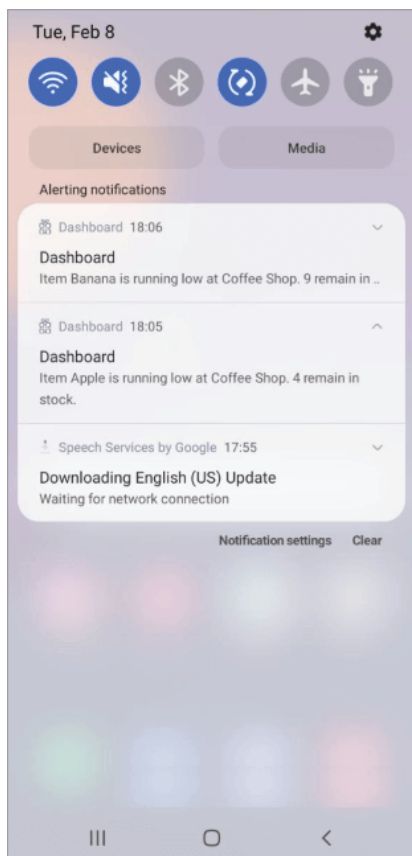 Tue, Feb 8
Devices
Media
Alerting notifications
Dashboard 18:06
Dashboard
Item Banana is running low at Coffee Shop. 9 remain in ..
Dashboard 18:05
Dashboard
Item Apple is running low at Coffee Shop. 4 remain in
stock.
Speech Services by Google 17:55
Downloading English (US) Update
Waiting for network connection
Notification settings
Clear